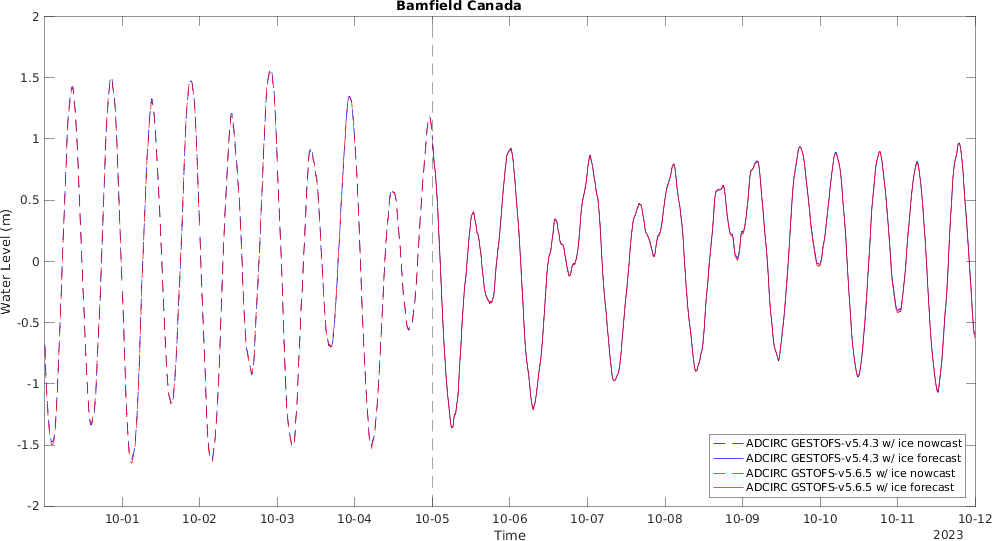 Bamfield Canada
2
1.5
1
0.5
0
-0.5
-1
-1.5
-2
Water Level (m)
10-01 10-02 10-03 10-04 10-05 10-06 10-07 10-08 10-09 10-10 10-11 10-12
Time
2023
ADCIRC GESTOFS-v5.4.3 w/ ice nowcast
ADCIRC GESTOFS-v5.4.3 w/ ice forecast
ADCIRC GSTOFS-v5.6.5 w/ ice nowcast
ADCIRC GSTOFS-v5.6.5 w/ ice forecast